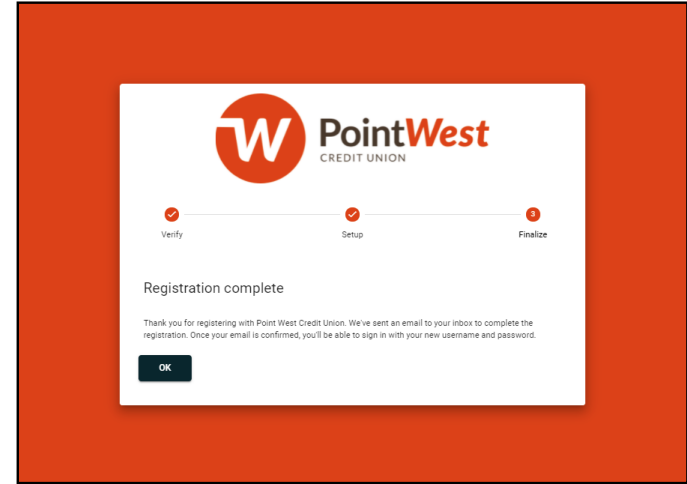 W PointWest
CREDIT UNION
3
Verify Setup Finalize
Registration complete
Thank you for registering with Point West Credit Union. We've sent an email to your inbox to complete the
registration. Once your email is confirmed, you'll be able to sign in with your new username and password.
OK